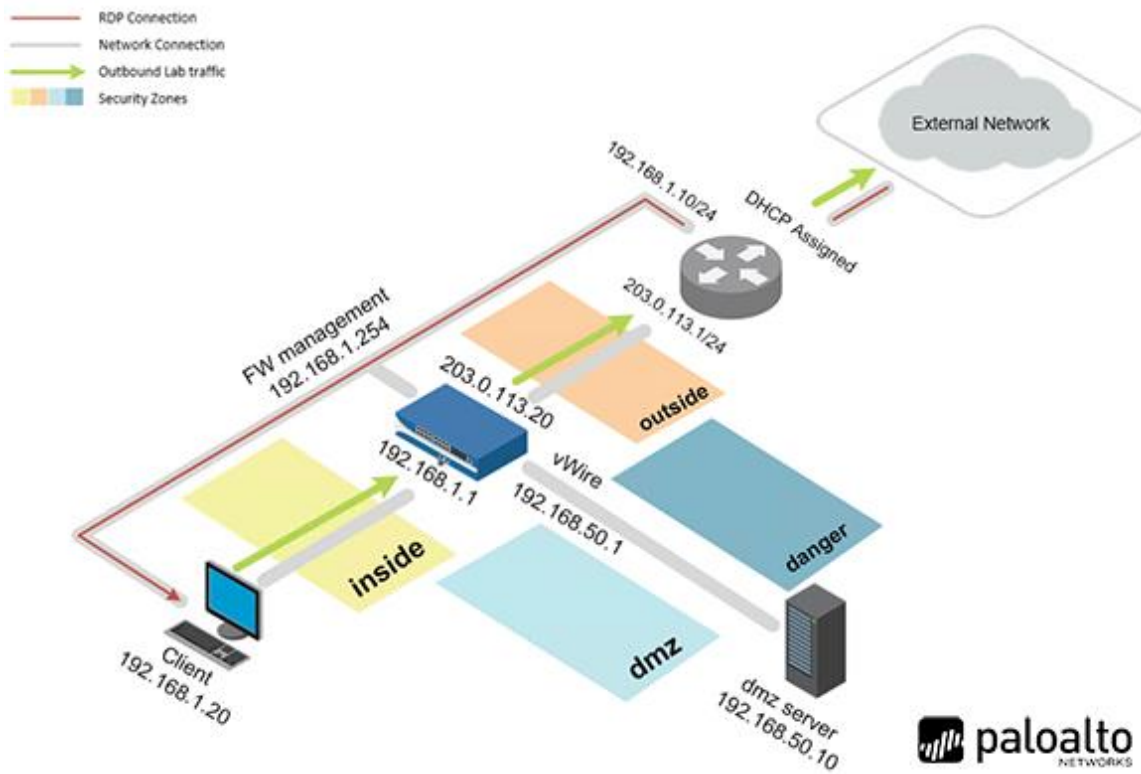 RDP Connection
Network Connection
Outbound Lab traffic
Security Zones
External Network
192.168.1.10/24
DHCP Assigned
203.0.113.1/24
FW management
192.168.1.254
203.0.113.20
outside
192.168.1.1
vWire
192.168.50.1
danger
inside
dmz
Client
192.168.1.20
dmz server
192.168.50.10
paloalto
NETWORKS